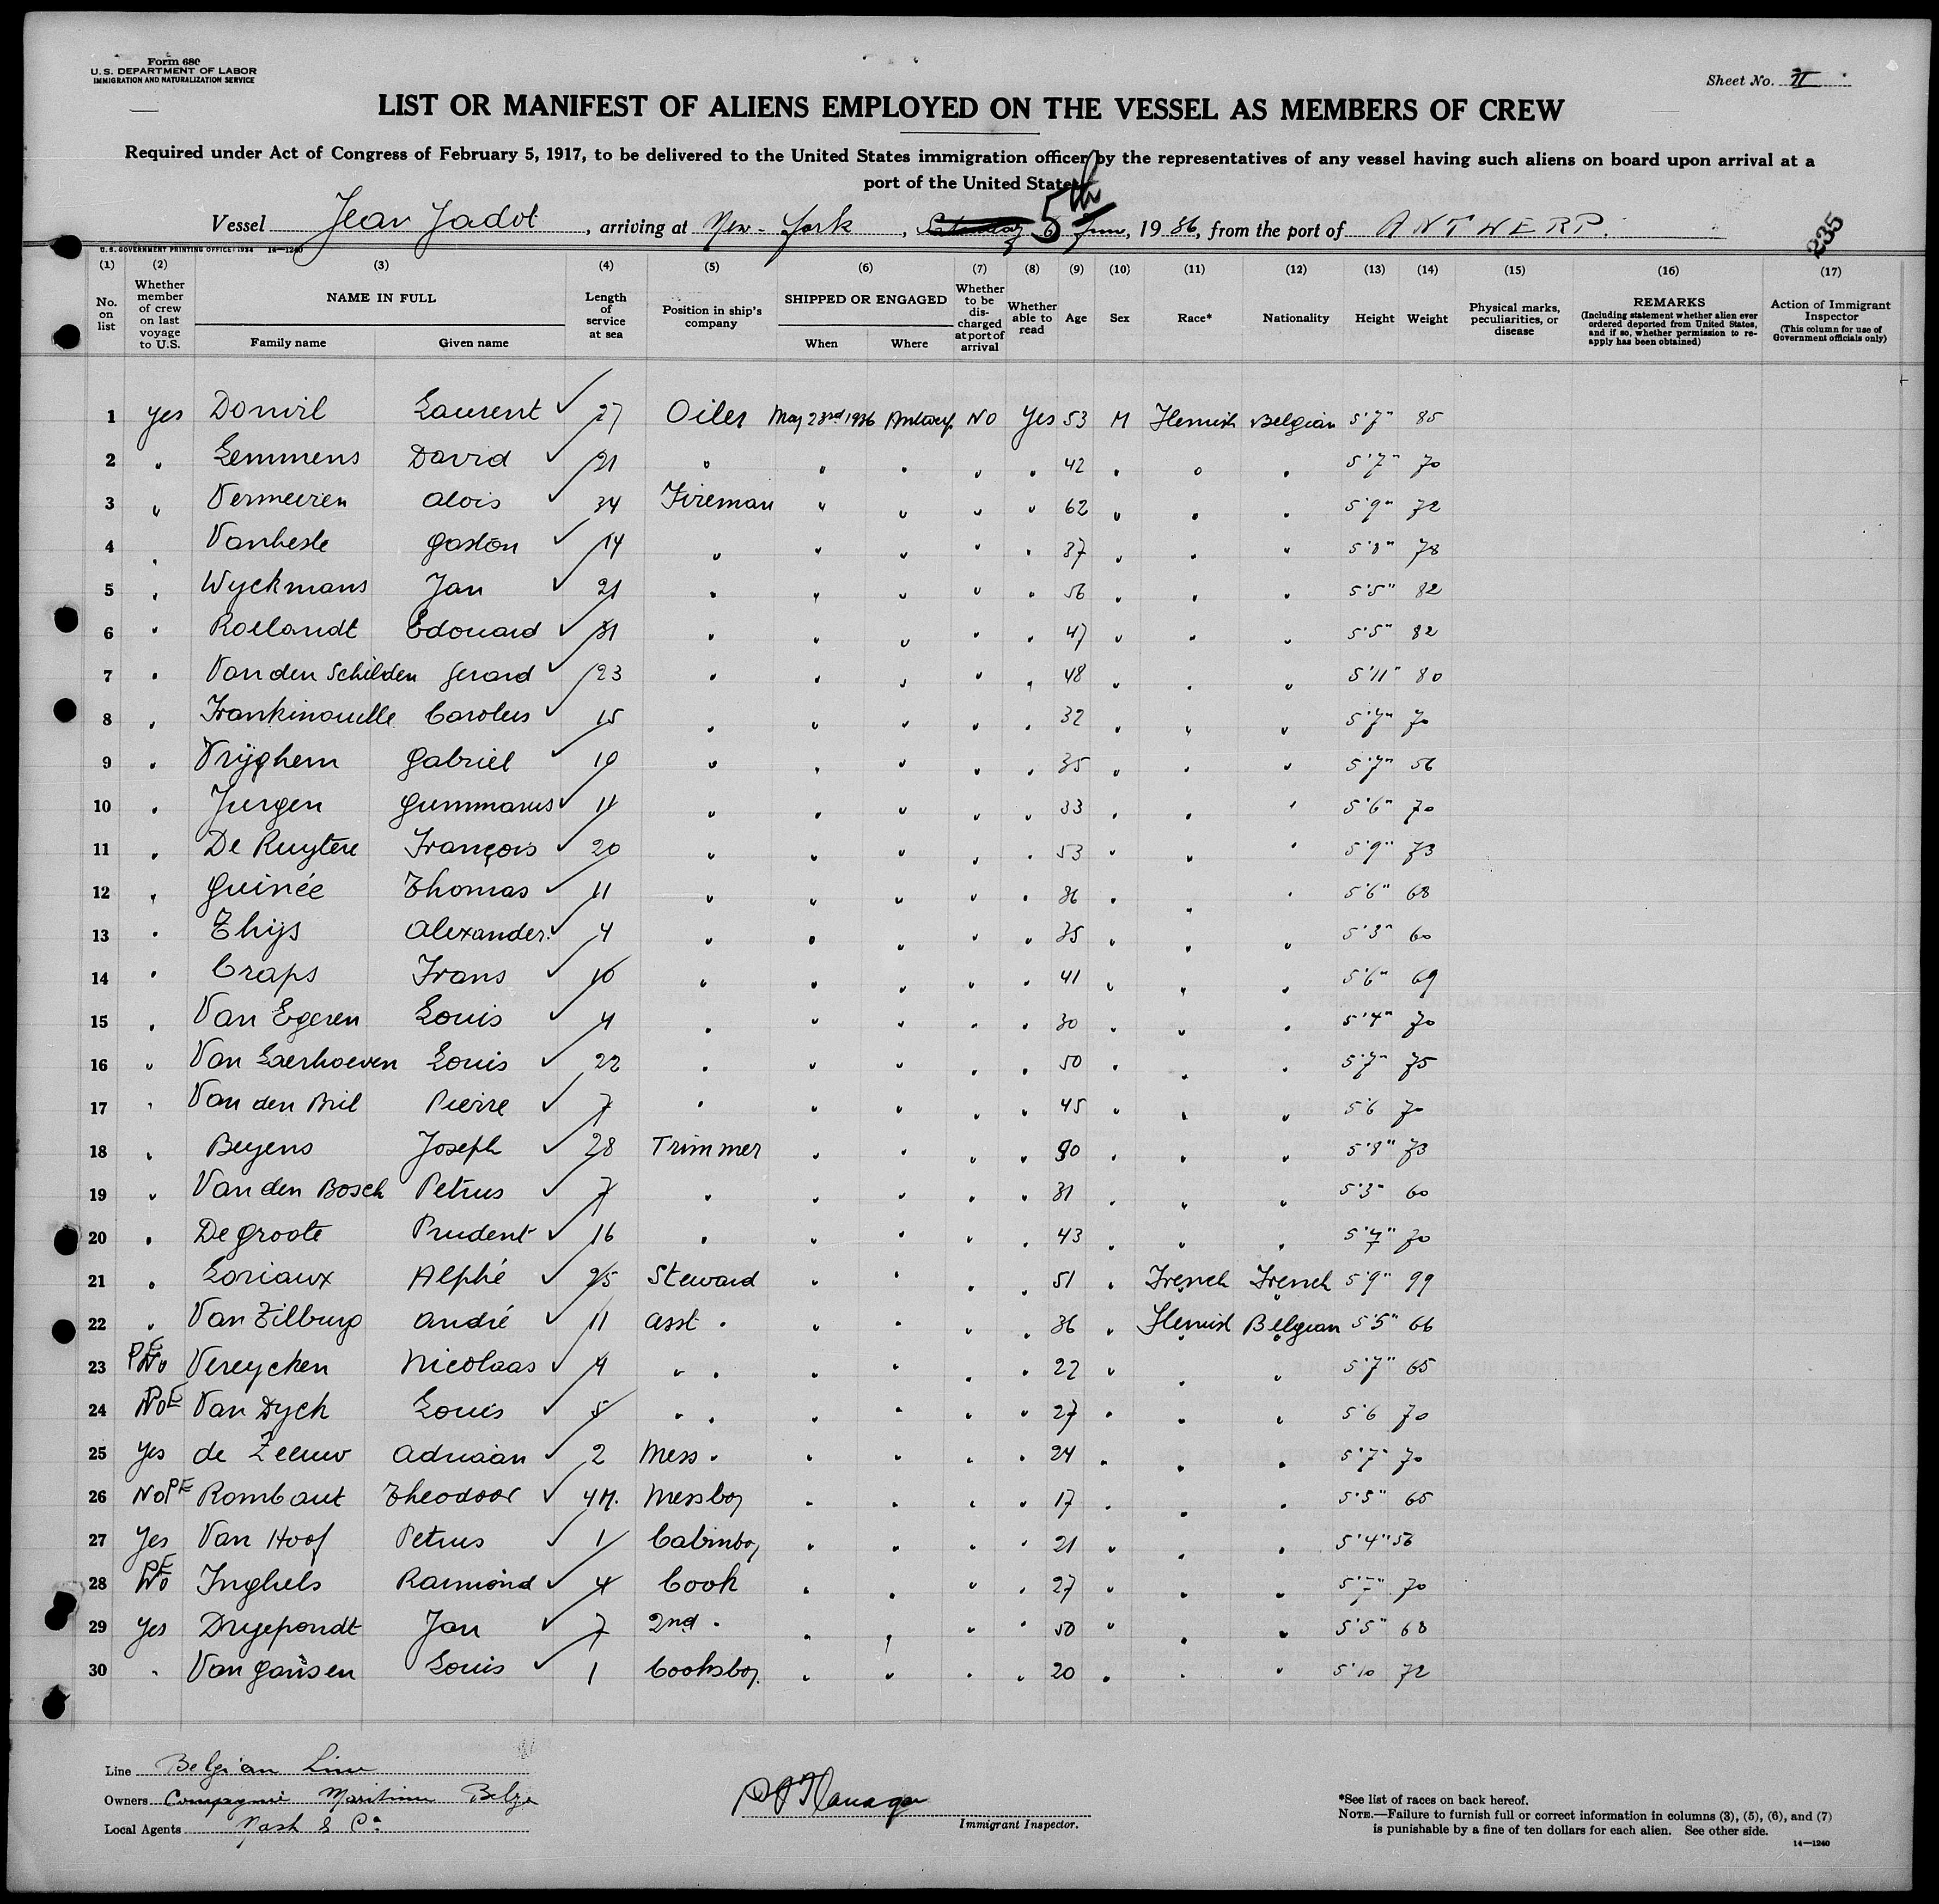 Form 680
U. S. DEPARTMENT OF LABOR
IMMIGRATION AND NATURALIZATION SERVICE
Sheet No. II
LIST OR MANIFEST OF ALIENS EMPLOYED ON THE VESSEL AS MEMBERS OF CREW
Required under Act of Congress of February 5, 1917, to be delivered to the United States immigration officer by the representatives of any vessel having such aliens on board upon arrival at a
port of the United States
Vessel Jean Jadot, arriving at New-York, 5th June, 1936, from the port of ANTWERP.
235
U. S. GOVERNMENT PRINTING OFFICE: 1934 14—1240
(1) (2) (3) (4) (5) (6) (7) (8) (9) (10) (11) (12) (13) (14) (15) (16) (17)
No. on list
Whether member of crew on last voyage to U.S.
NAME IN FULL
Family name Given name
Length of service at sea
Position in ship's company
SHIPPED OR ENGAGED
When Where
Whether to be discharged at port of arrival
Whether able to read
Age
Sex
Race*
Nationality
Height
Weight
Physical marks, peculiarities, or disease
REMARKS
(Including statement whether alien ever ordered deported from United States, and if so, whether permission to reapply has been obtained)
Action of Immigrant Inspector
(This column for use of Government officials only)
1 Yes Donvil Laurent ✓ 27 Oiler May 23rd 1936 Antwerp No Yes 53 M Flemish Belgian 5'7" 85
2 " Lemmens David ✓ 21 " " " " " 42 " " " 5'7" 70
3 " Vermeiren Alois ✓ 34 Fireman " " " " 62 " " " 5'9" 72
4 " Vanheste Gaston ✓ 14 " " " " " 37 " " " 5'8" 78
5 " Wyckmans Jan ✓ 21 " " " " " 56 " " " 5'5" 82
6 " Roelandt Edouard ✓ 31 " " " " " 47 " " " 5'5" 82
7 " Van den Schilden Gerard ✓ 23 " " " " " 48 " " " 5'11" 80
8 " Frankinouille Carolus ✓ 15 " " " " " 32 " " " 5'7" 70
9 " Vrÿghem Gabriel ✓ 10 " " " " " 35 " " " 5'7" 56
10 " Jurgen Gummarus ✓ 11 " " " " " 33 " " " 5'6" 70
11 " De Ruytere François ✓ 20 " " " " " 53 " " " 5'9" 73
12 " Guinée Thomas ✓ 11 " " " " " 36 " " " 5'6" 68
13 " Thijs Alexander ✓ 4 " " " " " 35 " " " 5'3" 60
14 " Craps Frans ✓ 10 " " " " " 41 " " " 5'6" 69
15 " Van Egeren Louis ✓ 4 " " " " " 30 " " " 5'4" 70
16 " Van Laerhoeven Louis ✓ 22 " " " " " 50 " " " 5'7" 75
17 " Van den Bril Pierre ✓ 7 " " " " " 45 " " " 5'6 70
18 " Beyens Joseph ✓ 28 Trimmer " " " " " " " 5'8" 73
19 " Van den Bosch Petrus ✓ 7 " " " " " 31 " " " 5'3" 60
20 " De Groote Prudent ✓ 16 " " " " " 43 " " " 70
21 " Loriaux Alphé ✓ 25 Steward " " " " 51 " French French 5'9" 99
22 " Van Tilburg André ✓ 11 asst " " " " " 36 " Flemish Belgian 5'5" 66
23 PE No Vereycken Nicolaas ✓ 4 " " " " " " 22 " " " 5'7" 65
24 PE No Van Dyck Louis ✓ 5 " " " " " " 27 " " " 5'6 70
25 Yes de Zeeuw Adriaan ✓ 2 Mess " " " " " 24 " " " 5'7" 70
26 No PE Rombaut Theodoor ✓ 4M. Messboy " " " " 17 " " " 5'5" 65
27 Yes Van Hoof Petrus ✓ 1 Cabinboy " " " " 21 " " " 5'4" 56
28 PE No Inghels Raimond ✓ 4 Cook " " " " 27 " " " 5'7" 70
29 Yes Dryepondt Jan ✓ 7 2nd " " " " " 50 " " " 5'5" 68
30 " Van Gansen Louis ✓ 1 Cooksboy. " " " " 20 " " " 5'10 72
Line Belgian Line
Owners Compagnie Maritime Belge
Local Agents Nash & Co
Immigrant Inspector.
*See list of races on back hereof.
NOTE.—Failure to furnish full or correct information in columns (3), (5), (6), and (7)
is punishable by a fine of ten dollars for each alien. See other side.
14—1240